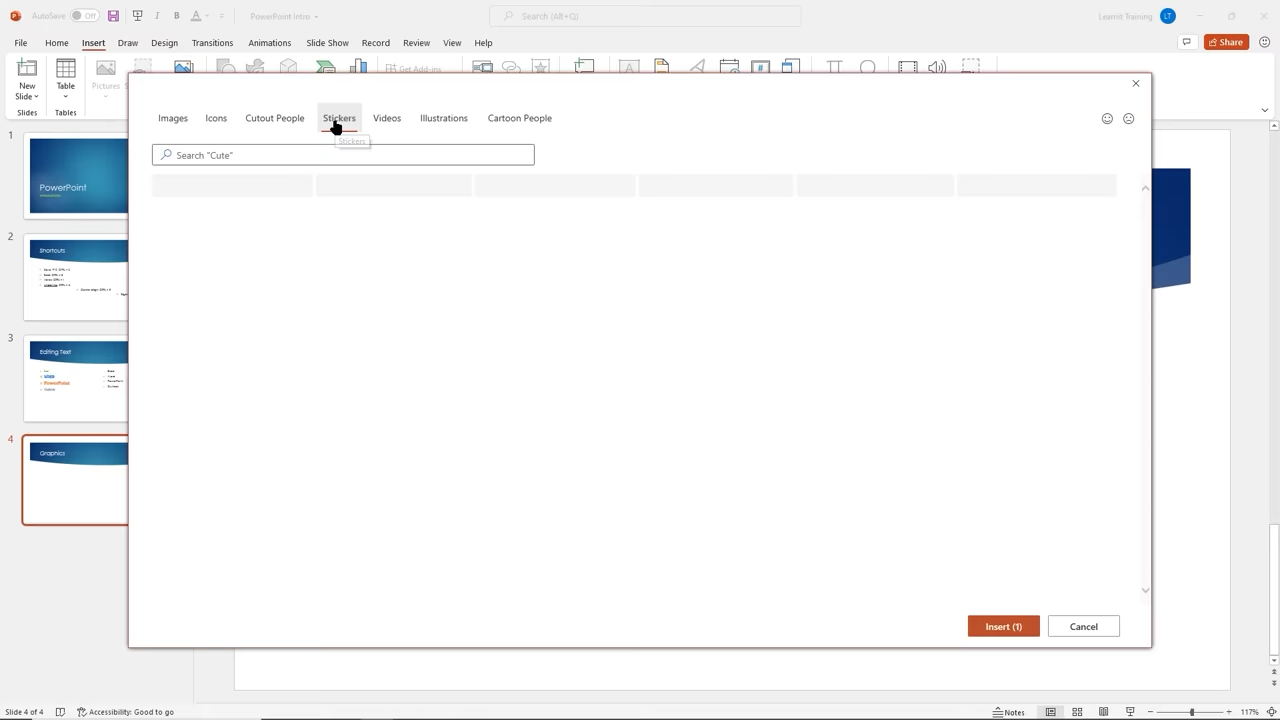 AutoSave Off
PowerPoint Intro
Search (Alt+Q)
Learnit Training LT
File Home Insert Draw Design Transitions Animations Slide Show Record Review View Help
Share
New
Slide
Table
Pictures
Get Add-ins
Slides
Tables
Images Icons Cutout People Stickers Videos Illustrations Cartoon People
Stickers
Search "Cute"
1
PowerPoint
2
Shortcuts
3
Editing Text
PowerPoint
4
Graphics
Insert (1) Cancel
Slide 4 of 4
Accessibility: Good to go
Notes
117%